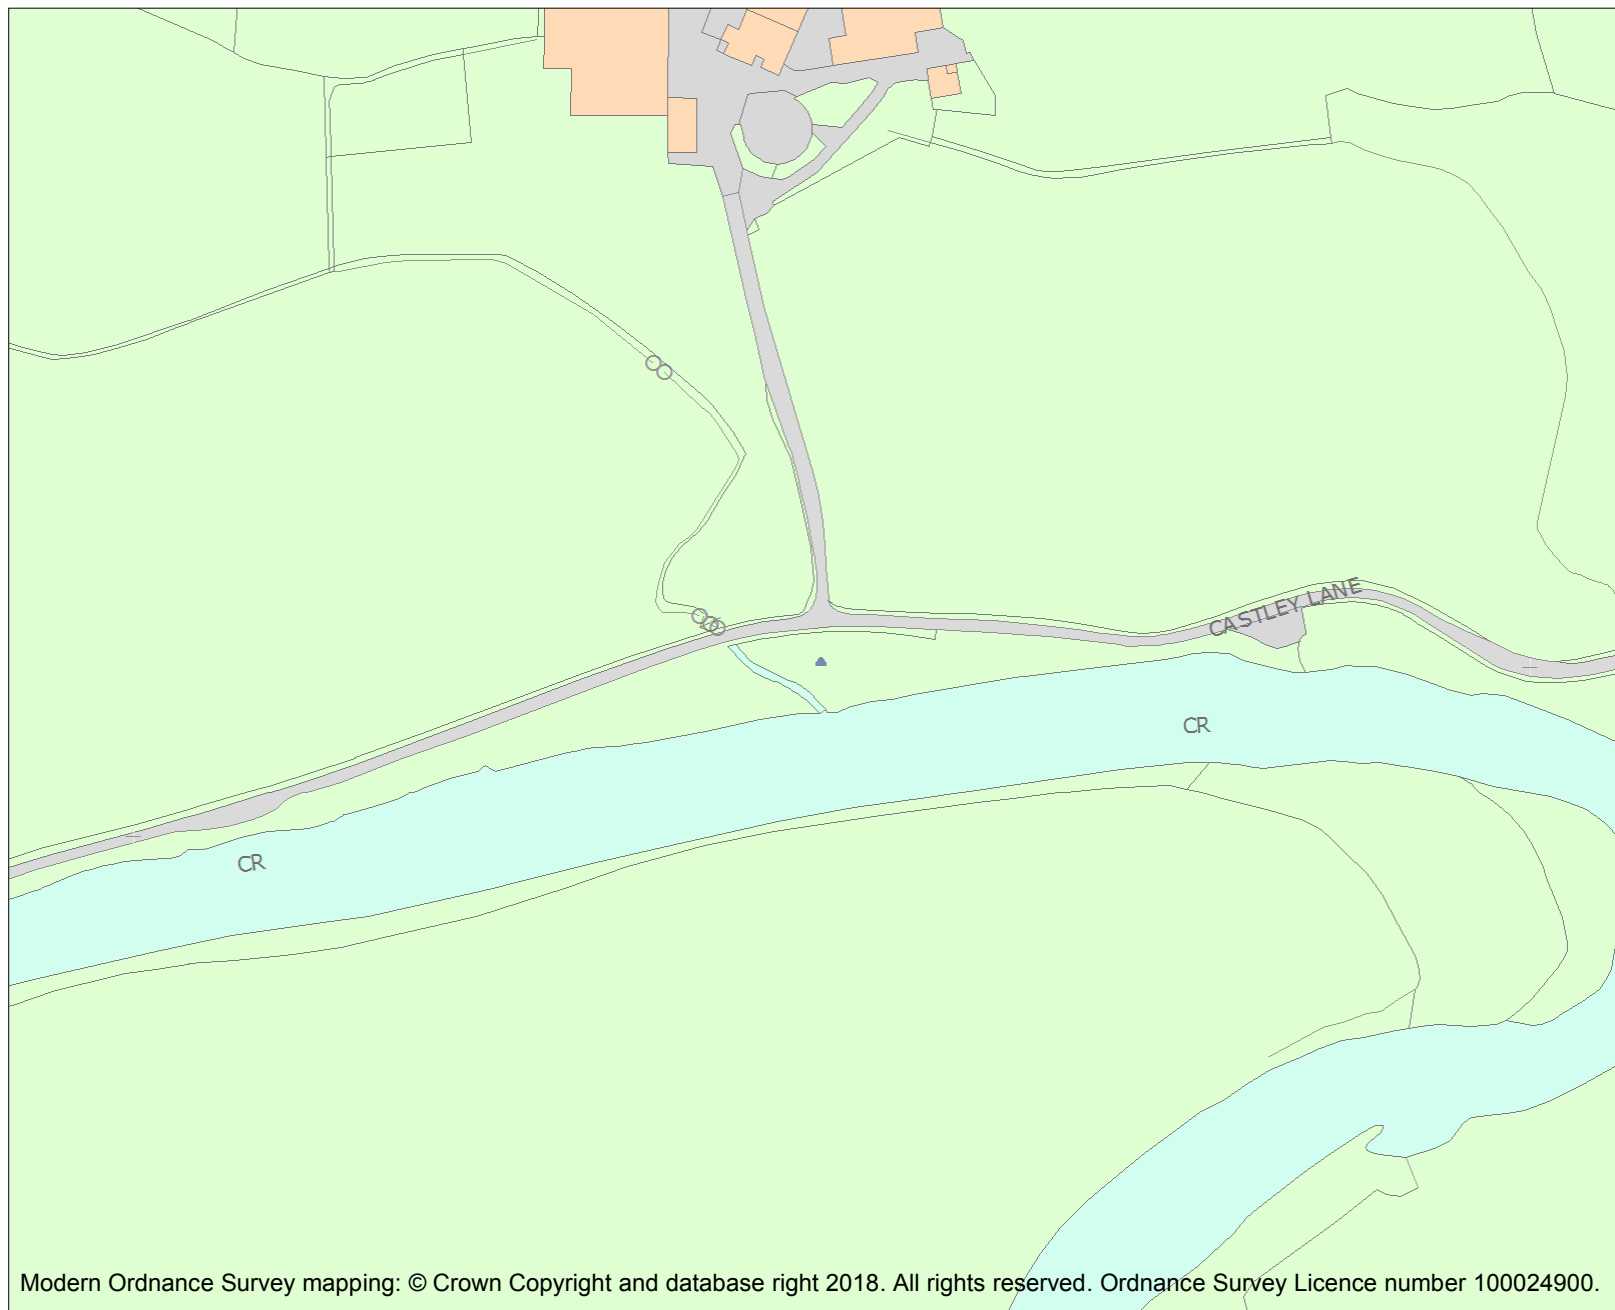 CASTLEY LANE
CR
CR
Modern Ordnance Survey mapping: © Crown Copyright and database right 2018. All rights reserved. Ordnance Survey Licence number 100024900.